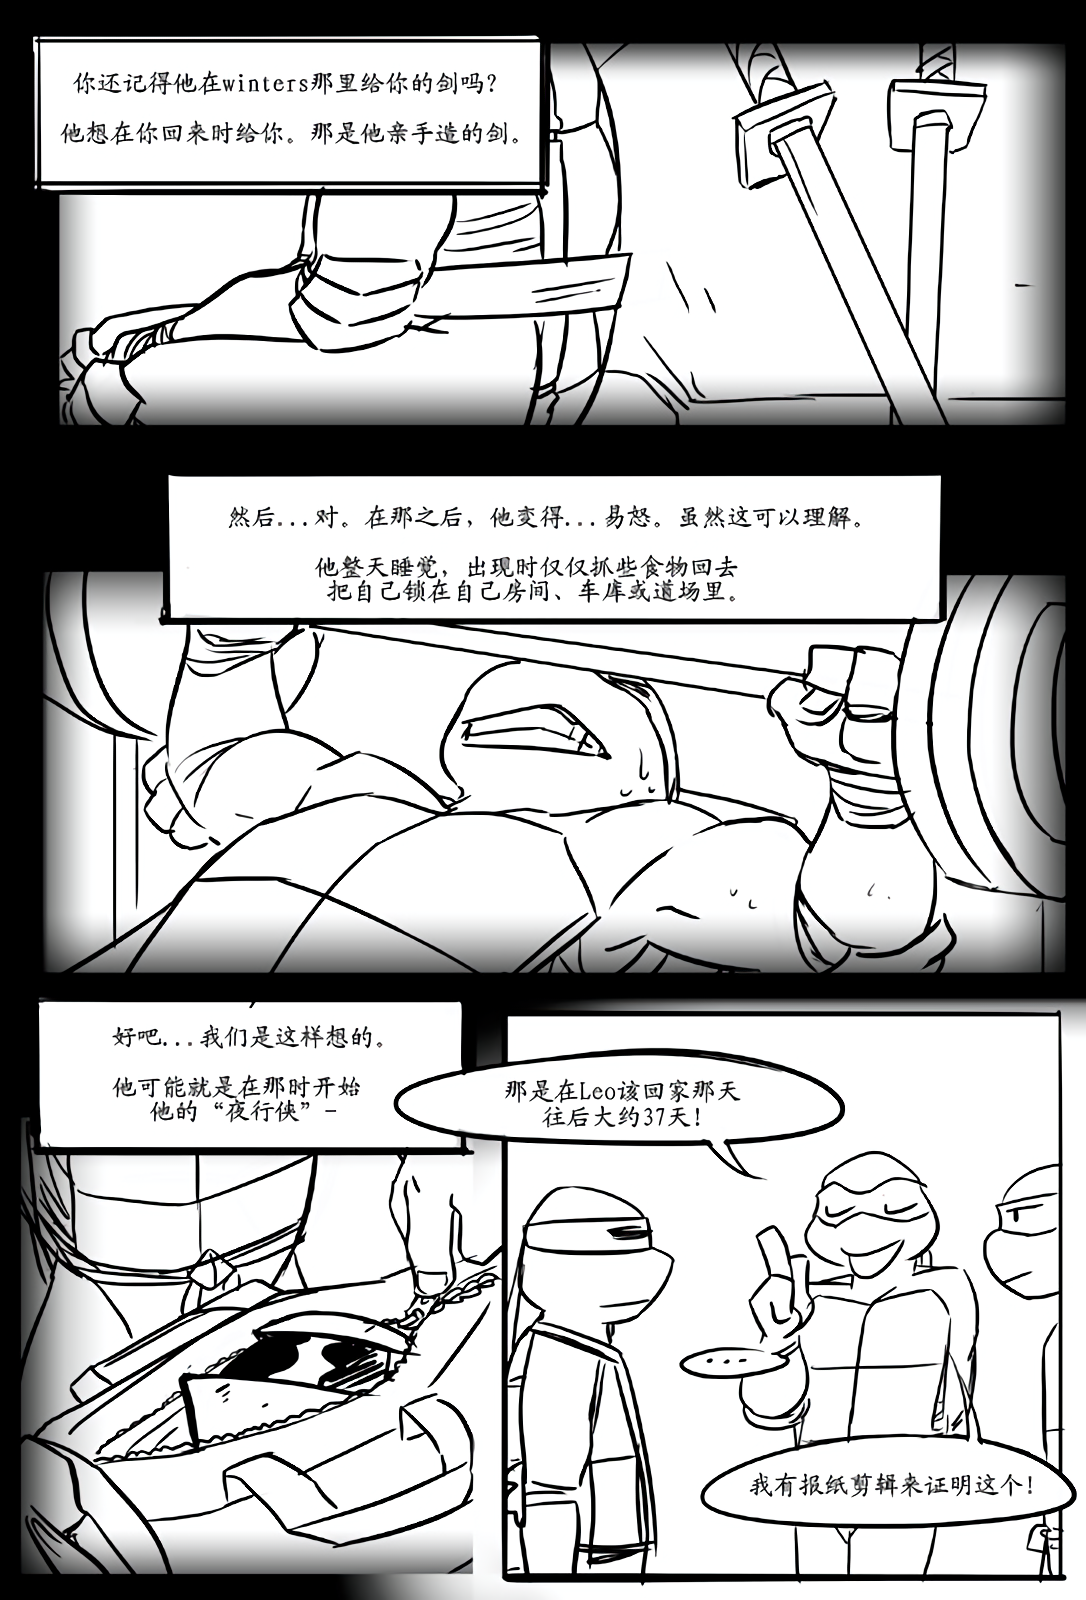 你还记得他在winters那里给你的剑吗？
他想在你回来时给你。那是他亲手造的剑。
然后...对。在那之后，他变得...易怒。虽然这可以理解。
他整天睡觉，出现时仅仅抓些食物回去
把自己锁在自己房间、车库或道场里。
好吧...我们是这样想的。
他可能就是在那时开始
他的“夜行侠”-
那是在Leo该回家那天
往后大约37天！
我有报纸剪辑来证明这个！